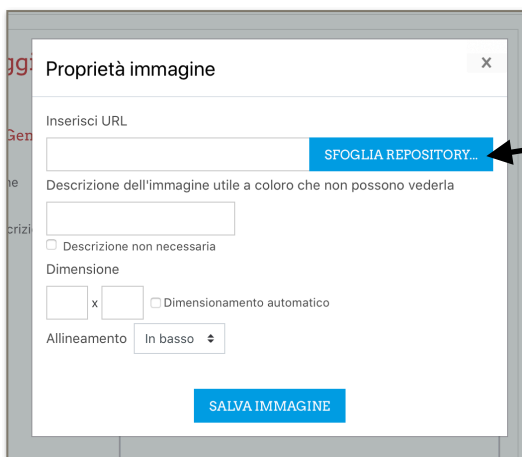 Proprietà immagine
x
Inserisci URL
SFOGLIA REPOSITORY...
Descrizione dell'immagine utile a coloro che non possono vederla
Descrizione non necessaria
Dimensione
x
Dimensionamento automatico
Allineamento
In basso
SALVA IMMAGINE